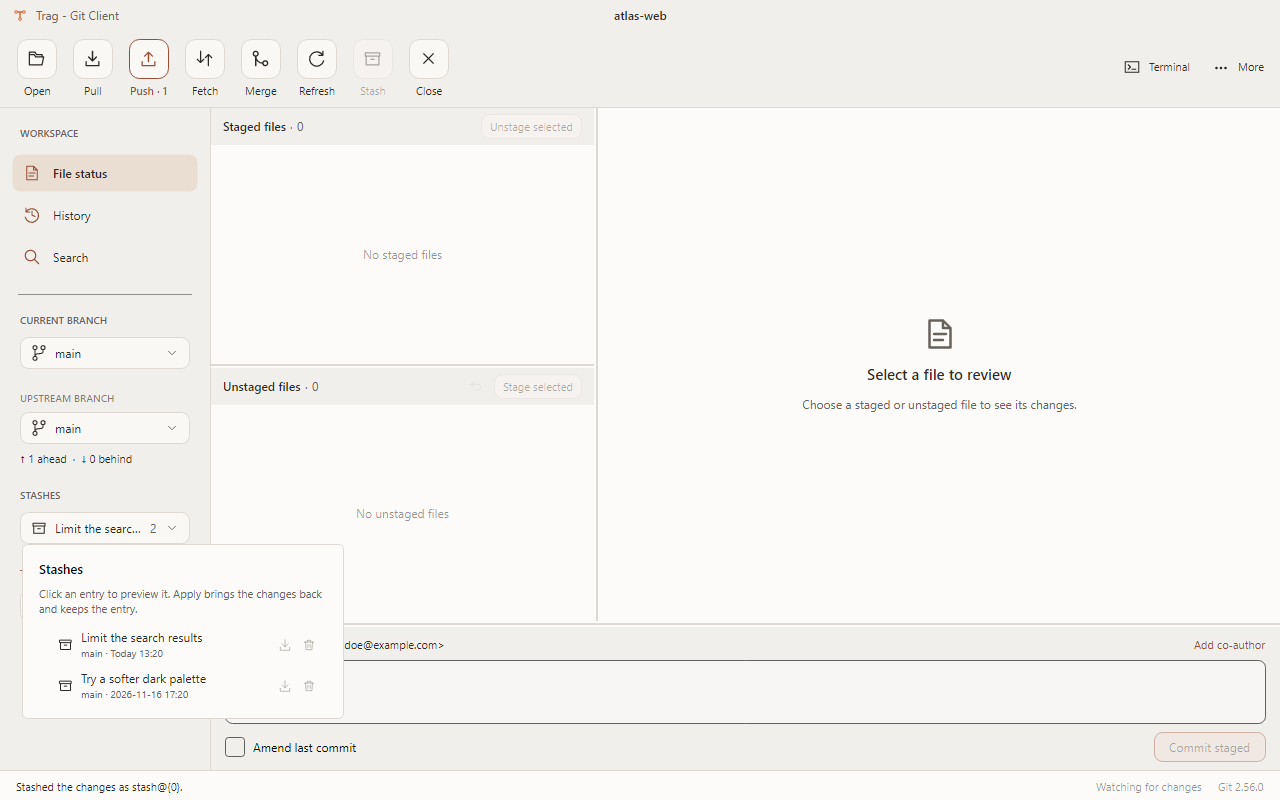 Trag - Git Client
atlas-web
Open
Pull
Push · 1
Fetch
Merge
Refresh
Stash
Close
Terminal
More
WORKSPACE
File status
History
Search
CURRENT BRANCH
main
UPSTREAM BRANCH
main
↑ 1 ahead · ↓ 0 behind
STASHES
Limit the searc... 2
Stashes
Click an entry to preview it. Apply brings the changes back
and keeps the entry.
Limit the search results
main · Today 13:20
Try a softer dark palette
main · 2026-11-16 17:20
Staged files · 0
Unstage selected
No staged files
Unstaged files · 0
Stage selected
No unstaged files
Select a file to review
Choose a staged or unstaged file to see its changes.
doe@example.com>
Add co-author
Amend last commit
Commit staged
Stashed the changes as stash@{0}.
Watching for changes
Git 2.56.0